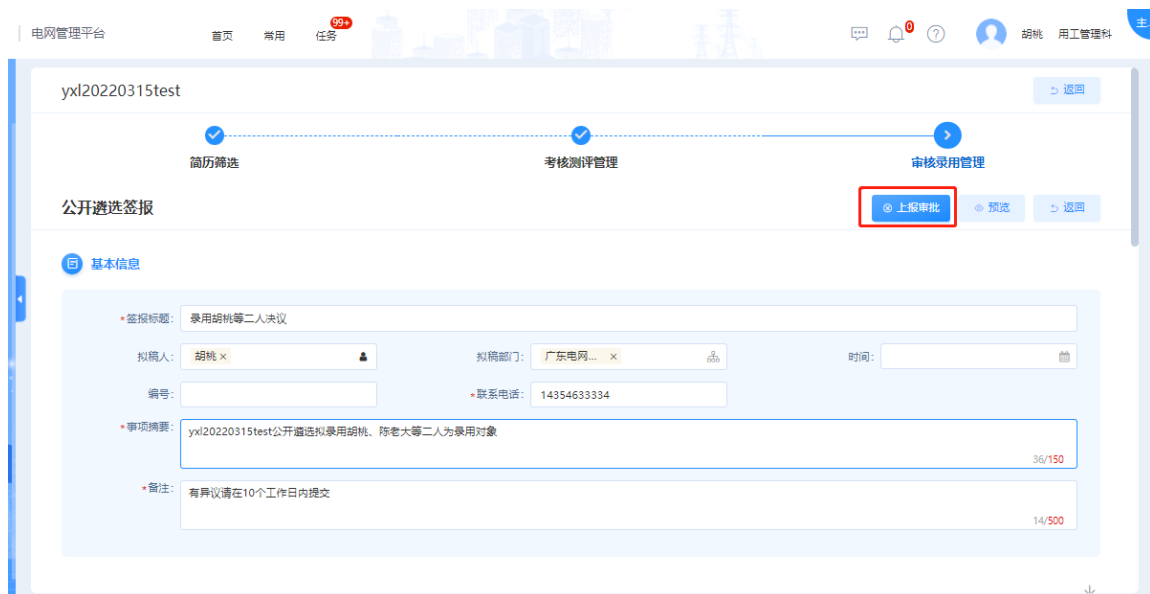 电网管理平台 首页 常用 任务 99+ 0 胡桃 用工管理科 主
yxl20220315test 返回
简历筛选 考核测评管理 审核录用管理
公开遴选签报 上报审批 预览 返回
基本信息
*签报标题: 录用胡桃等二人决议
拟稿人: 胡桃 × 拟稿部门: 广东电网... × 时间:
编号: *联系电话: 14354633334
*事项摘要: yxl20220315test公开遴选拟录用胡桃、陈老大等二人为录用对象
36/150
*备注: 有异议请在10个工作日内提交
14/500